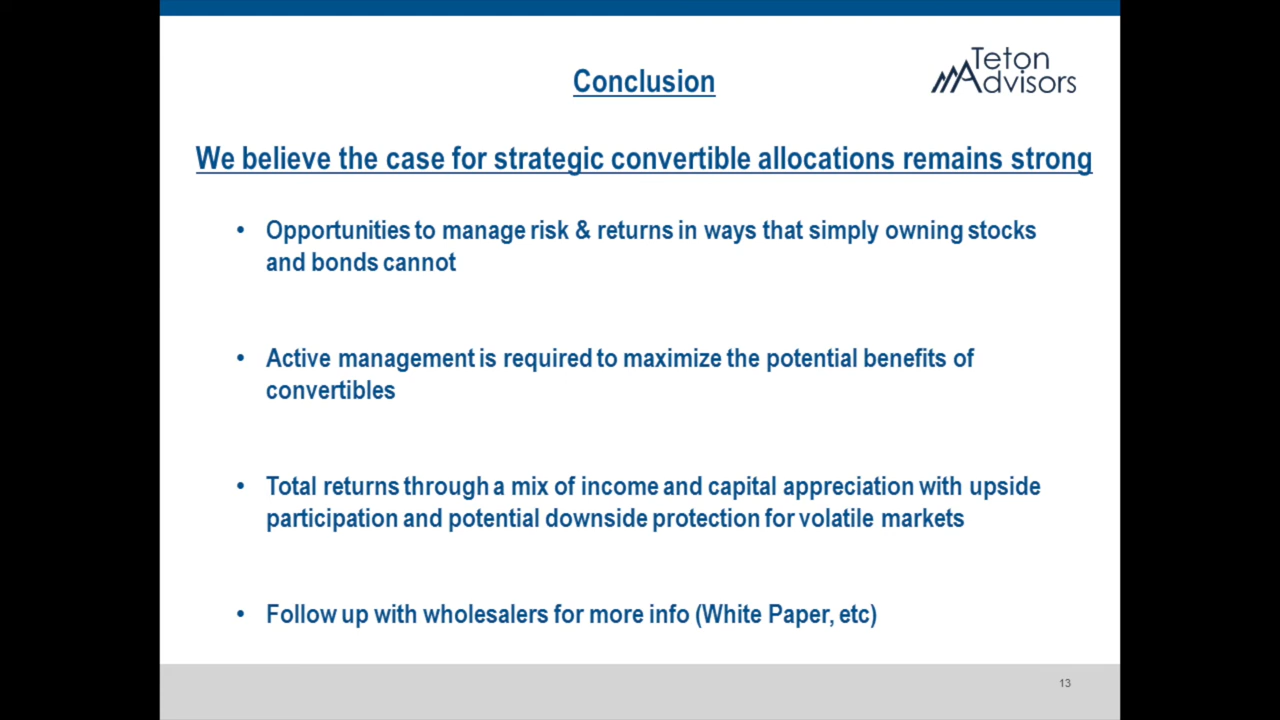 Teton
Advisors
Conclusion
We believe the case for strategic convertible allocations remains strong
• Opportunities to manage risk & returns in ways that simply owning stocks
and bonds cannot
• Active management is required to maximize the potential benefits of
convertibles
• Total returns through a mix of income and capital appreciation with upside
participation and potential downside protection for volatile markets
• Follow up with wholesalers for more info (White Paper, etc)
13